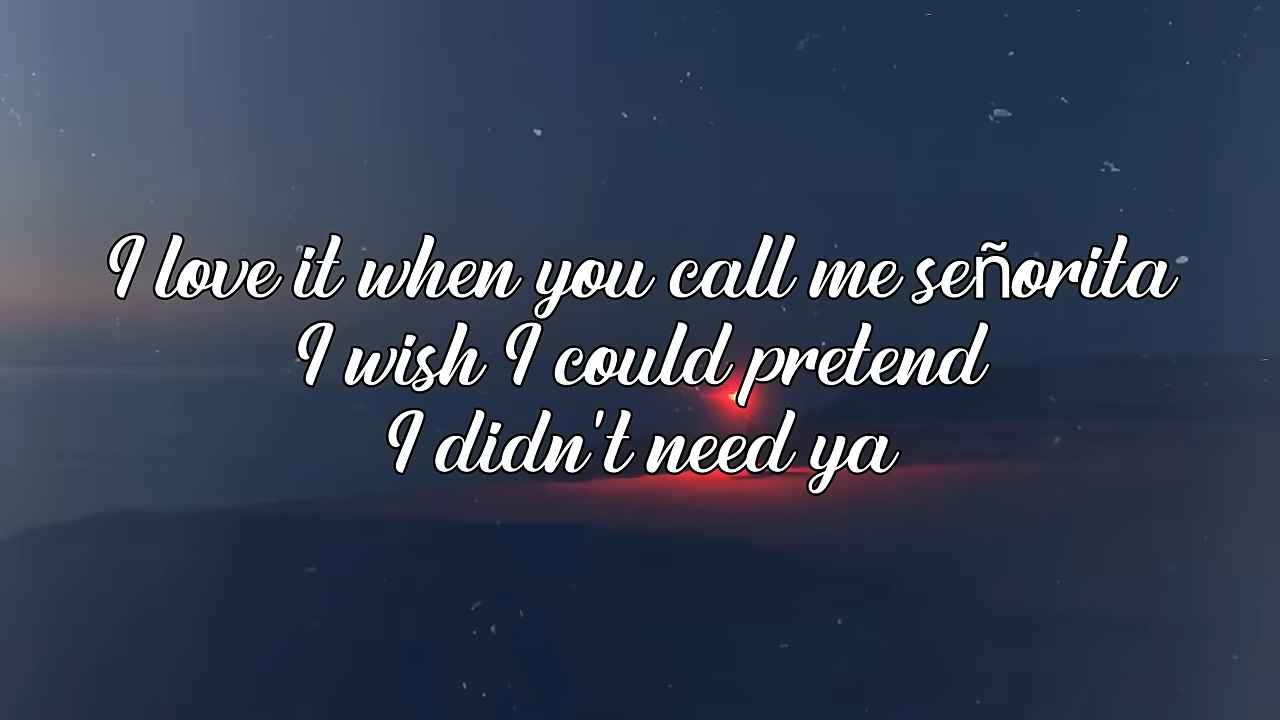 I love it when you call me señorita
I wish I could pretend
I didn't need ya